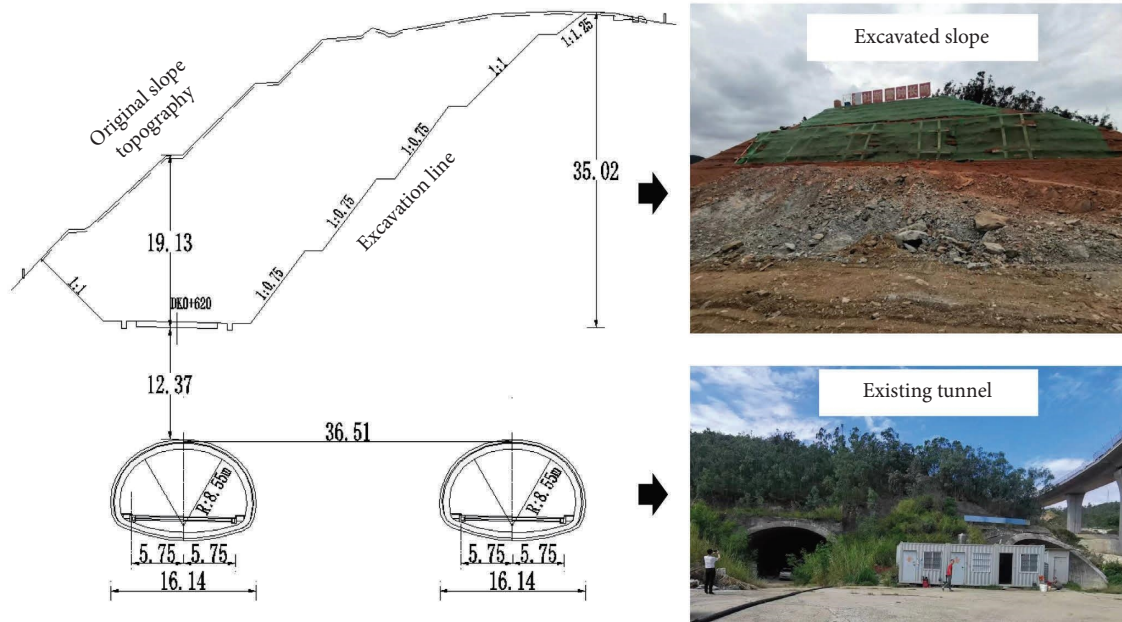 Original slope
topography
Excavation line
1:1.25
1:1
1:0.75
1:0.75
1:0.75
1:1
35.02
19.13
DK0+620
12.37
36.51
R:8.55m
R:8.55m
5.75 5.75
5.75 5.75
16.14
16.14
Excavated slope
Existing tunnel